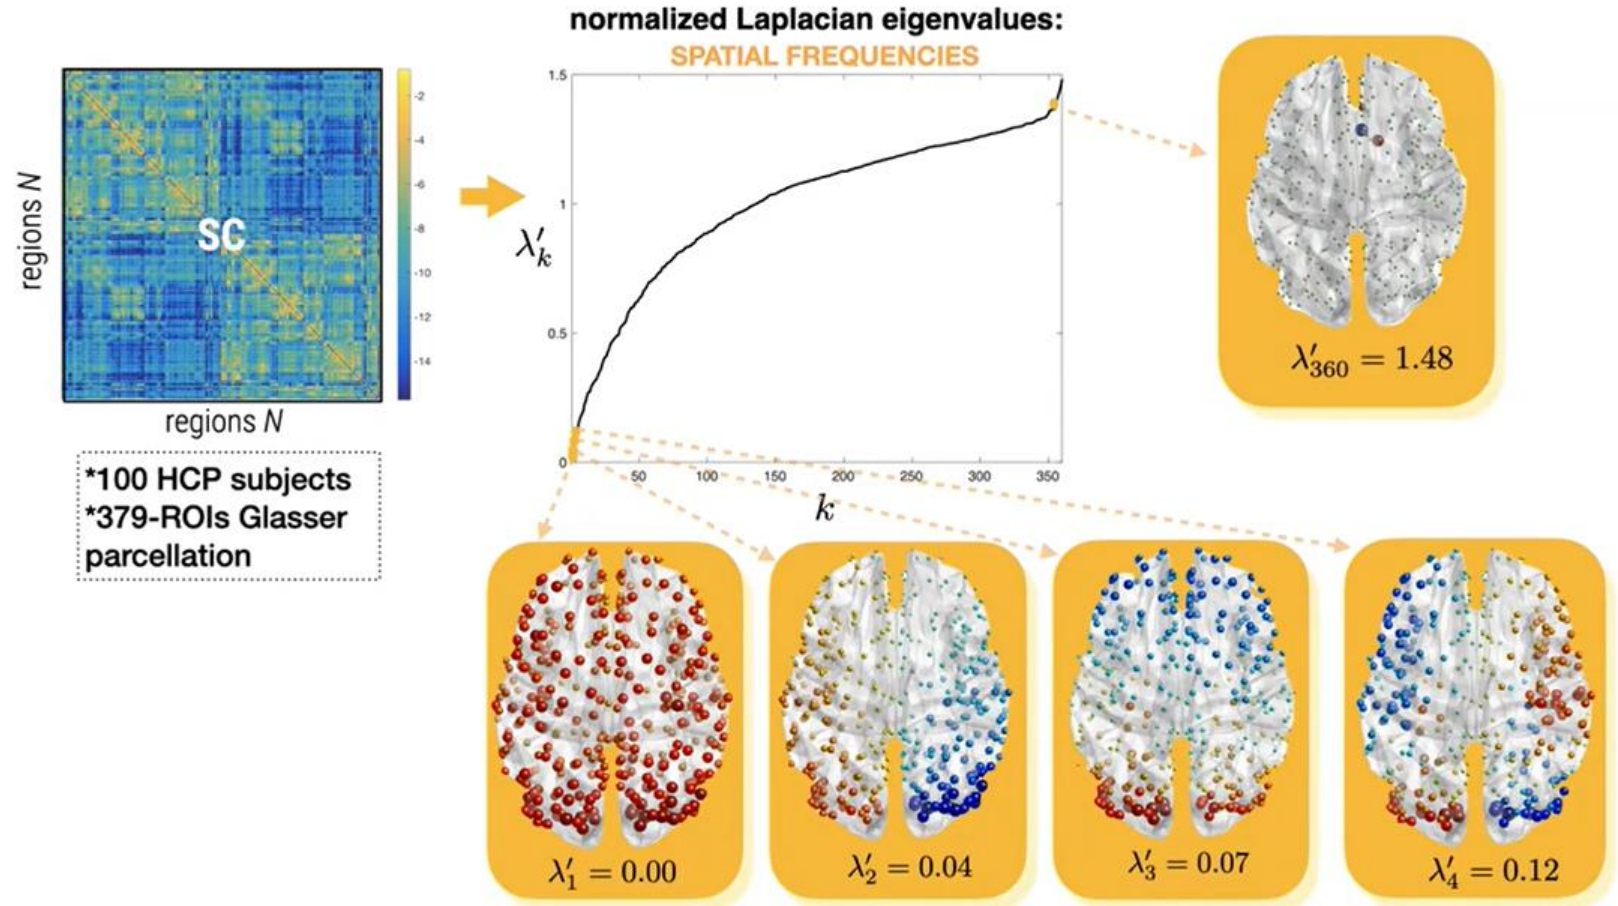 normalized Laplacian eigenvalues:
SPATIAL FREQUENCIES
regions N
SC
-2
-4
-6
-8
-10
-12
-14
regions N
*100 HCP subjects
*379-ROIs Glasser
parcellation
λ′k
1.5
1
0.5
0
50
100
150
200
250
300
350
k
λ′360 = 1.48
λ′1 = 0.00
λ′2 = 0.04
λ′3 = 0.07
λ′4 = 0.12